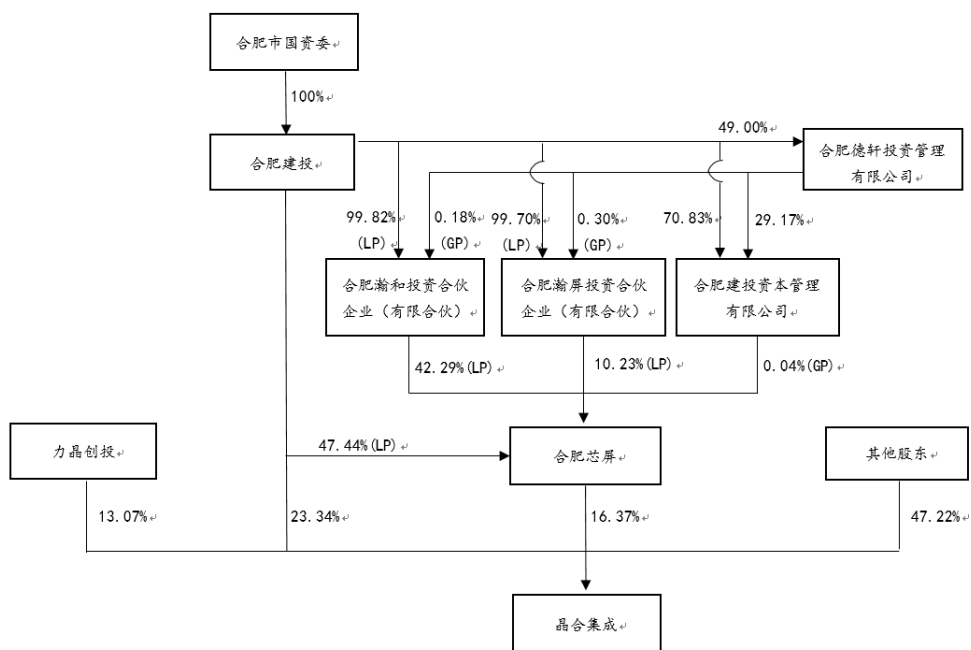 合肥市国资委
100%
49.00%
合肥建投
合肥德轩投资管理
有限公司
99.82%
(LP)
0.18%
(GP)
99.70%
(LP)
0.30%
(GP)
70.83%
29.17%
合肥瀚和投资合伙
企业（有限合伙）
合肥瀚屏投资合伙
企业（有限合伙）
合肥建投资本管理
有限公司
42.29%(LP)
10.23%(LP)
0.04%(GP)
力晶创投
47.44%(LP)
合肥芯屏
其他股东
13.07%
23.34%
16.37%
47.22%
晶合集成